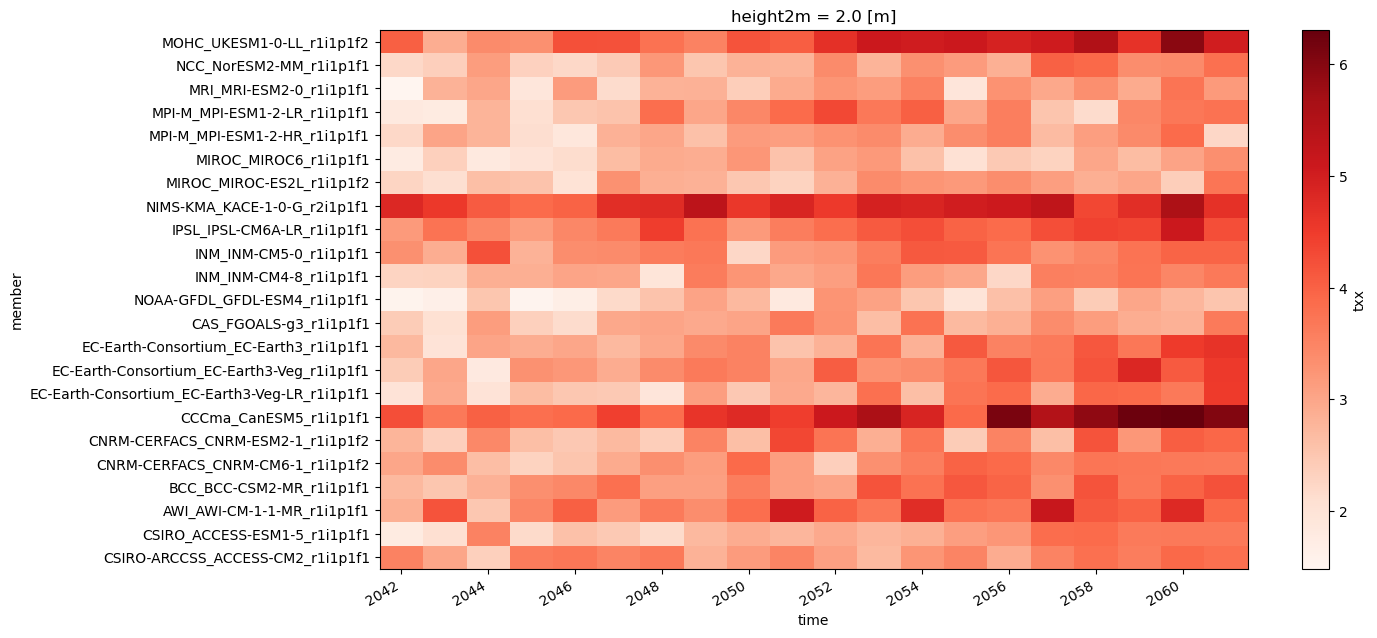 height2m = 2.0 [m]
MOHC_UKESM1-0-LL_r1i1p1f2
NCC_NorESM2-MM_r1i1p1f1
MRI_MRI-ESM2-0_r1i1p1f1
MPI-M_MPI-ESM1-2-LR_r1i1p1f1
MPI-M_MPI-ESM1-2-HR_r1i1p1f1
MIROC_MIROC6_r1i1p1f1
MIROC_MIROC-ES2L_r1i1p1f2
NIMS-KMA_KACE-1-0-G_r2i1p1f1
IPSL_IPSL-CM6A-LR_r1i1p1f1
INM_INM-CM5-0_r1i1p1f1
INM_INM-CM4-8_r1i1p1f1
NOAA-GFDL_GFDL-ESM4_r1i1p1f1
CAS_FGOALS-g3_r1i1p1f1
EC-Earth-Consortium_EC-Earth3_r1i1p1f1
EC-Earth-Consortium_EC-Earth3-Veg_r1i1p1f1
EC-Earth-Consortium_EC-Earth3-Veg-LR_r1i1p1f1
CCCma_CanESM5_r1i1p1f1
CNRM-CERFACS_CNRM-ESM2-1_r1i1p1f2
CNRM-CERFACS_CNRM-CM6-1_r1i1p1f2
BCC_BCC-CSM2-MR_r1i1p1f1
AWI_AWI-CM-1-1-MR_r1i1p1f1
CSIRO_ACCESS-ESM1-5_r1i1p1f1
CSIRO-ARCCSS_ACCESS-CM2_r1i1p1f1
member
2042 2044 2046 2048 2050 2052 2054 2056 2058 2060
time
6
5
4
3
2
txx